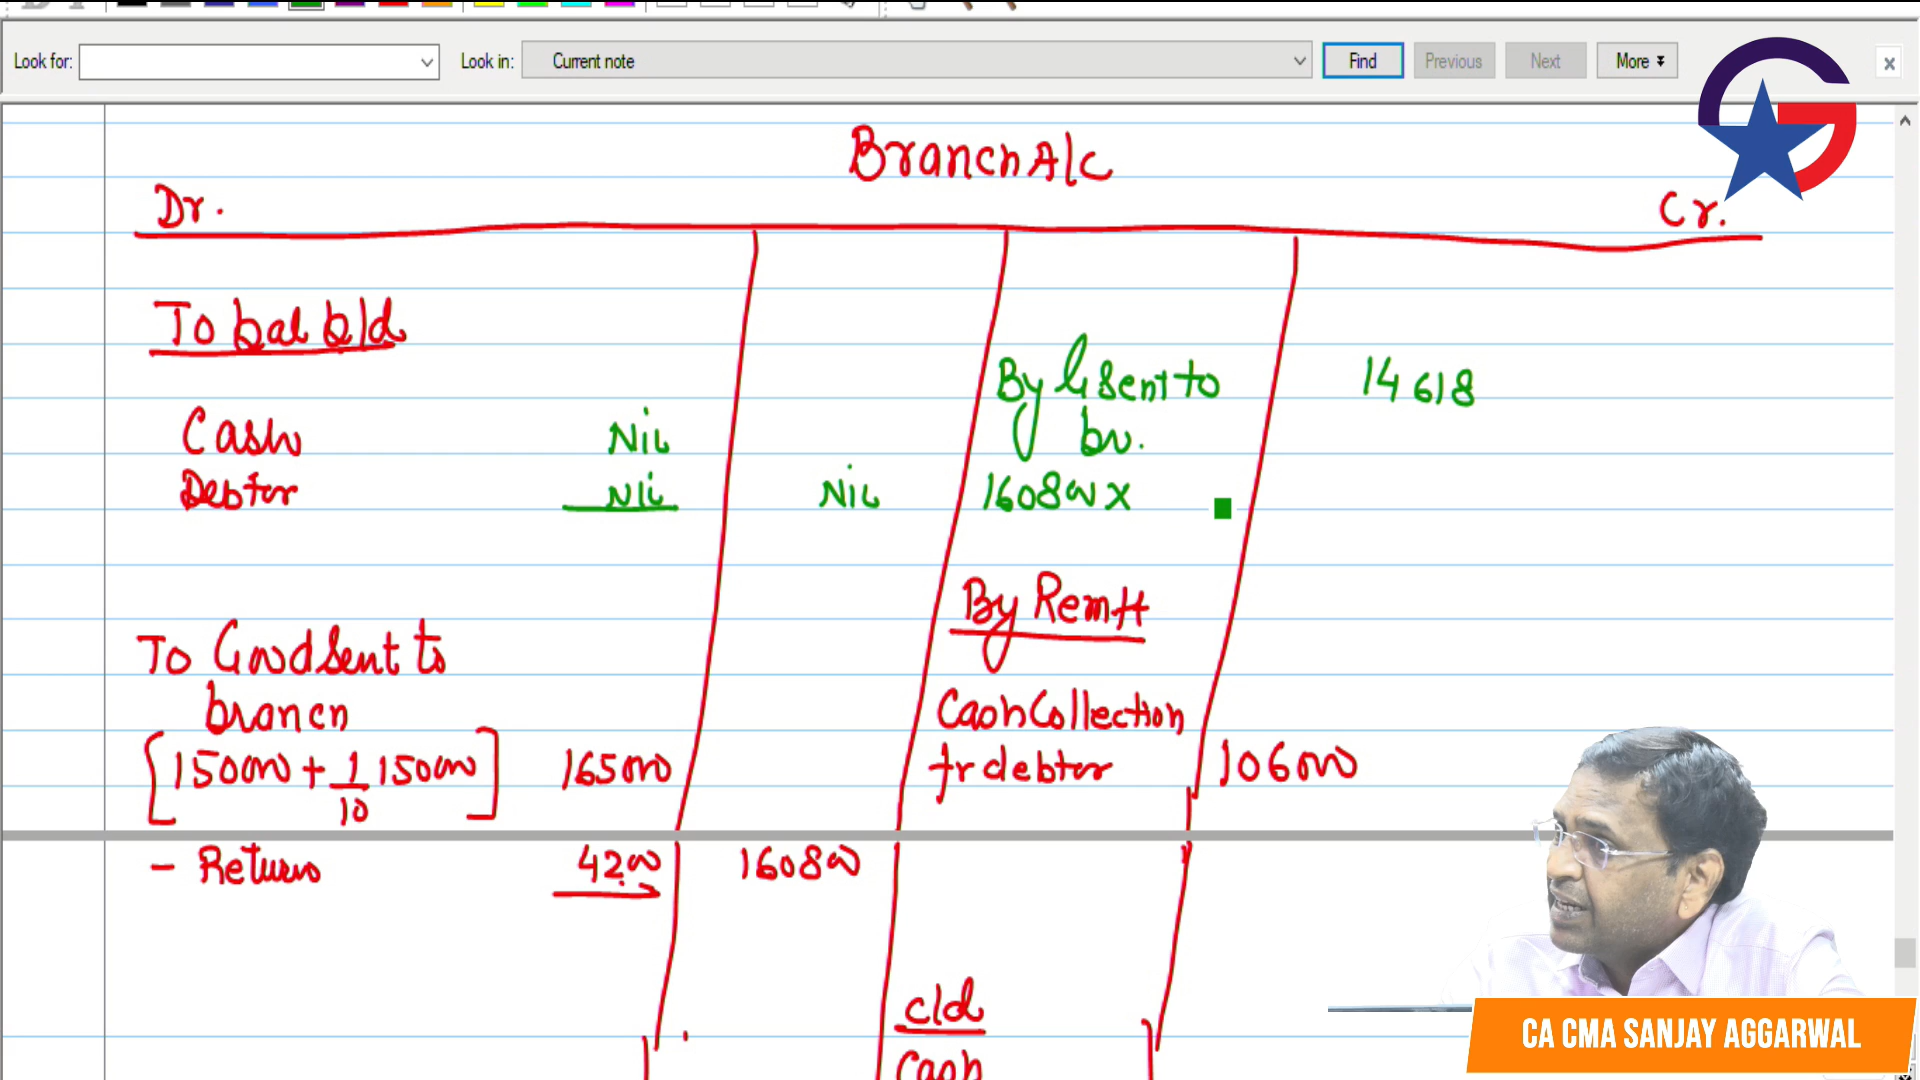 Look for:
Look in:
Current note
Find
Previous
Next
More
Branch A/c
Dr.
Cr.
To bal b/d
By G sent to br.
14618
Cash
Nil
Debtor
Nil
Nil
160800 x
By Remtt
To Good sent to branch
Cash Collection fr debtor
106000
[150000 + 1/10 150000]
165000
- Return
4200
160800
c/d
Cash
CA CMA SANJAY AGGARWAL